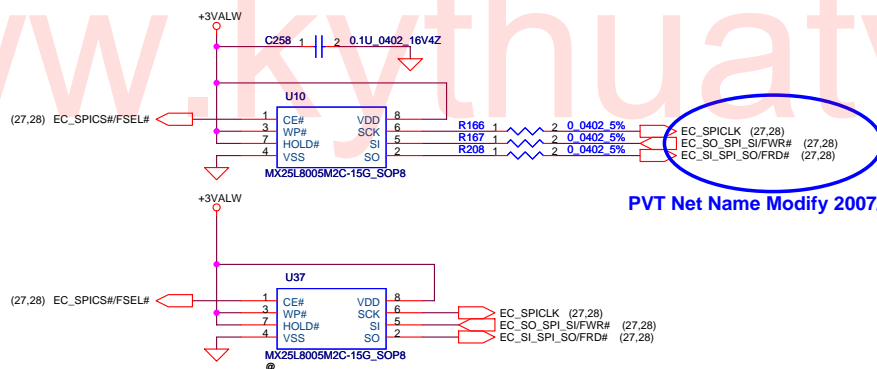 www.kythuatv
+3VALW
C258 1 2 0.1U_0402_16V4Z
U10
(27,28) EC_SPICS#/FSEL# 1 CE# VDD 8
3 WP# SCK 6 R166 1 2 0_0402_5% EC_SPICLK (27,28)
7 HOLD# SI 5 R167 1 2 0_0402_5% EC_SO_SPI_SI/FWR# (27,28)
4 VSS SO 2 R208 1 2 0_0402_5% EC_SI_SPI_SO/FRD# (27,28)
MX25L8005M2C-15G_SOP8
PVT Net Name Modify 2007
+3VALW
U37
(27,28) EC_SPICS#/FSEL# 1 CE# VDD 8
3 WP# SCK 6 EC_SPICLK (27,28)
7 HOLD# SI 5 EC_SO_SPI_SI/FWR# (27,28)
4 VSS SO 2 EC_SI_SPI_SO/FRD# (27,28)
MX25L8005M2C-15G_SOP8
@